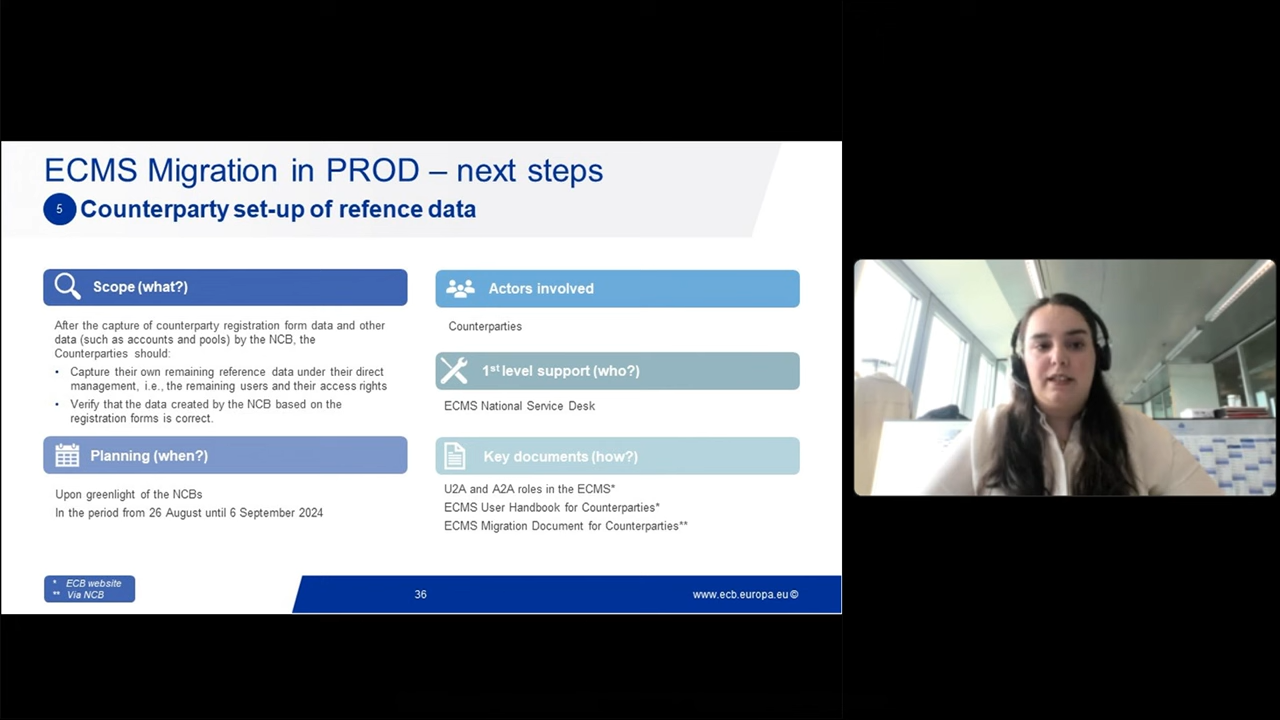 ECMS Migration in PROD – next steps
5 Counterparty set-up of refence data
Scope (what?)
After the capture of counterparty registration form data and other
data (such as accounts and pools) by the NCB, the
Counterparties should:
• Capture their own remaining reference data under their direct
management, i.e., the remaining users and their access rights
• Verify that the data created by the NCB based on the
registration forms is correct.
Planning (when?)
Upon greenlight of the NCBs
In the period from 26 August until 6 September 2024
Actors involved
Counterparties
1st level support (who?)
ECMS National Service Desk
Key documents (how?)
U2A and A2A roles in the ECMS*
ECMS User Handbook for Counterparties*
ECMS Migration Document for Counterparties**
* ECB website
** Via NCB
36
www.ecb.europa.eu ©